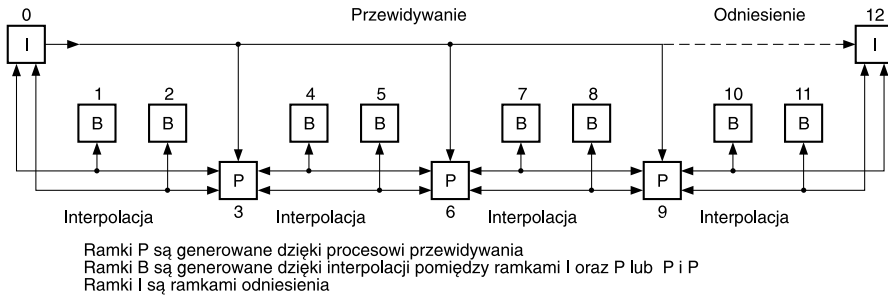 0 Przewidywanie Odniesienie 12
I I
1 2 4 5 7 8 10 11
B B B B B B B B
P P P
Interpolacja 3 Interpolacja 6 Interpolacja 9 Interpolacja
Ramki P są generowane dzięki procesowi przewidywania
Ramki B są generowane dzięki interpolacji pomiędzy ramkami I oraz P lub P i P
Ramki I są ramkami odniesienia